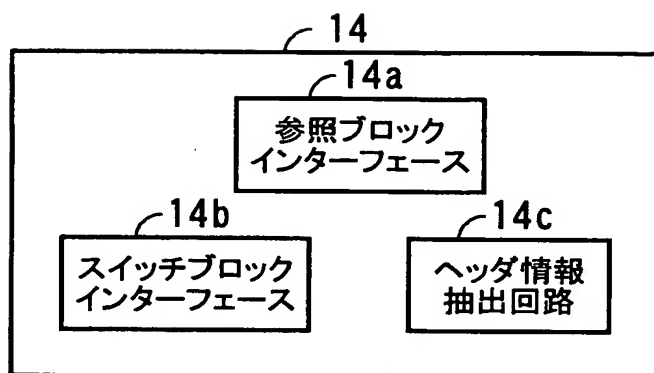 14
14a
参照ブロック
インターフェース
14b
スイッチブロック
インターフェース
14c
ヘッダ情報
抽出回路